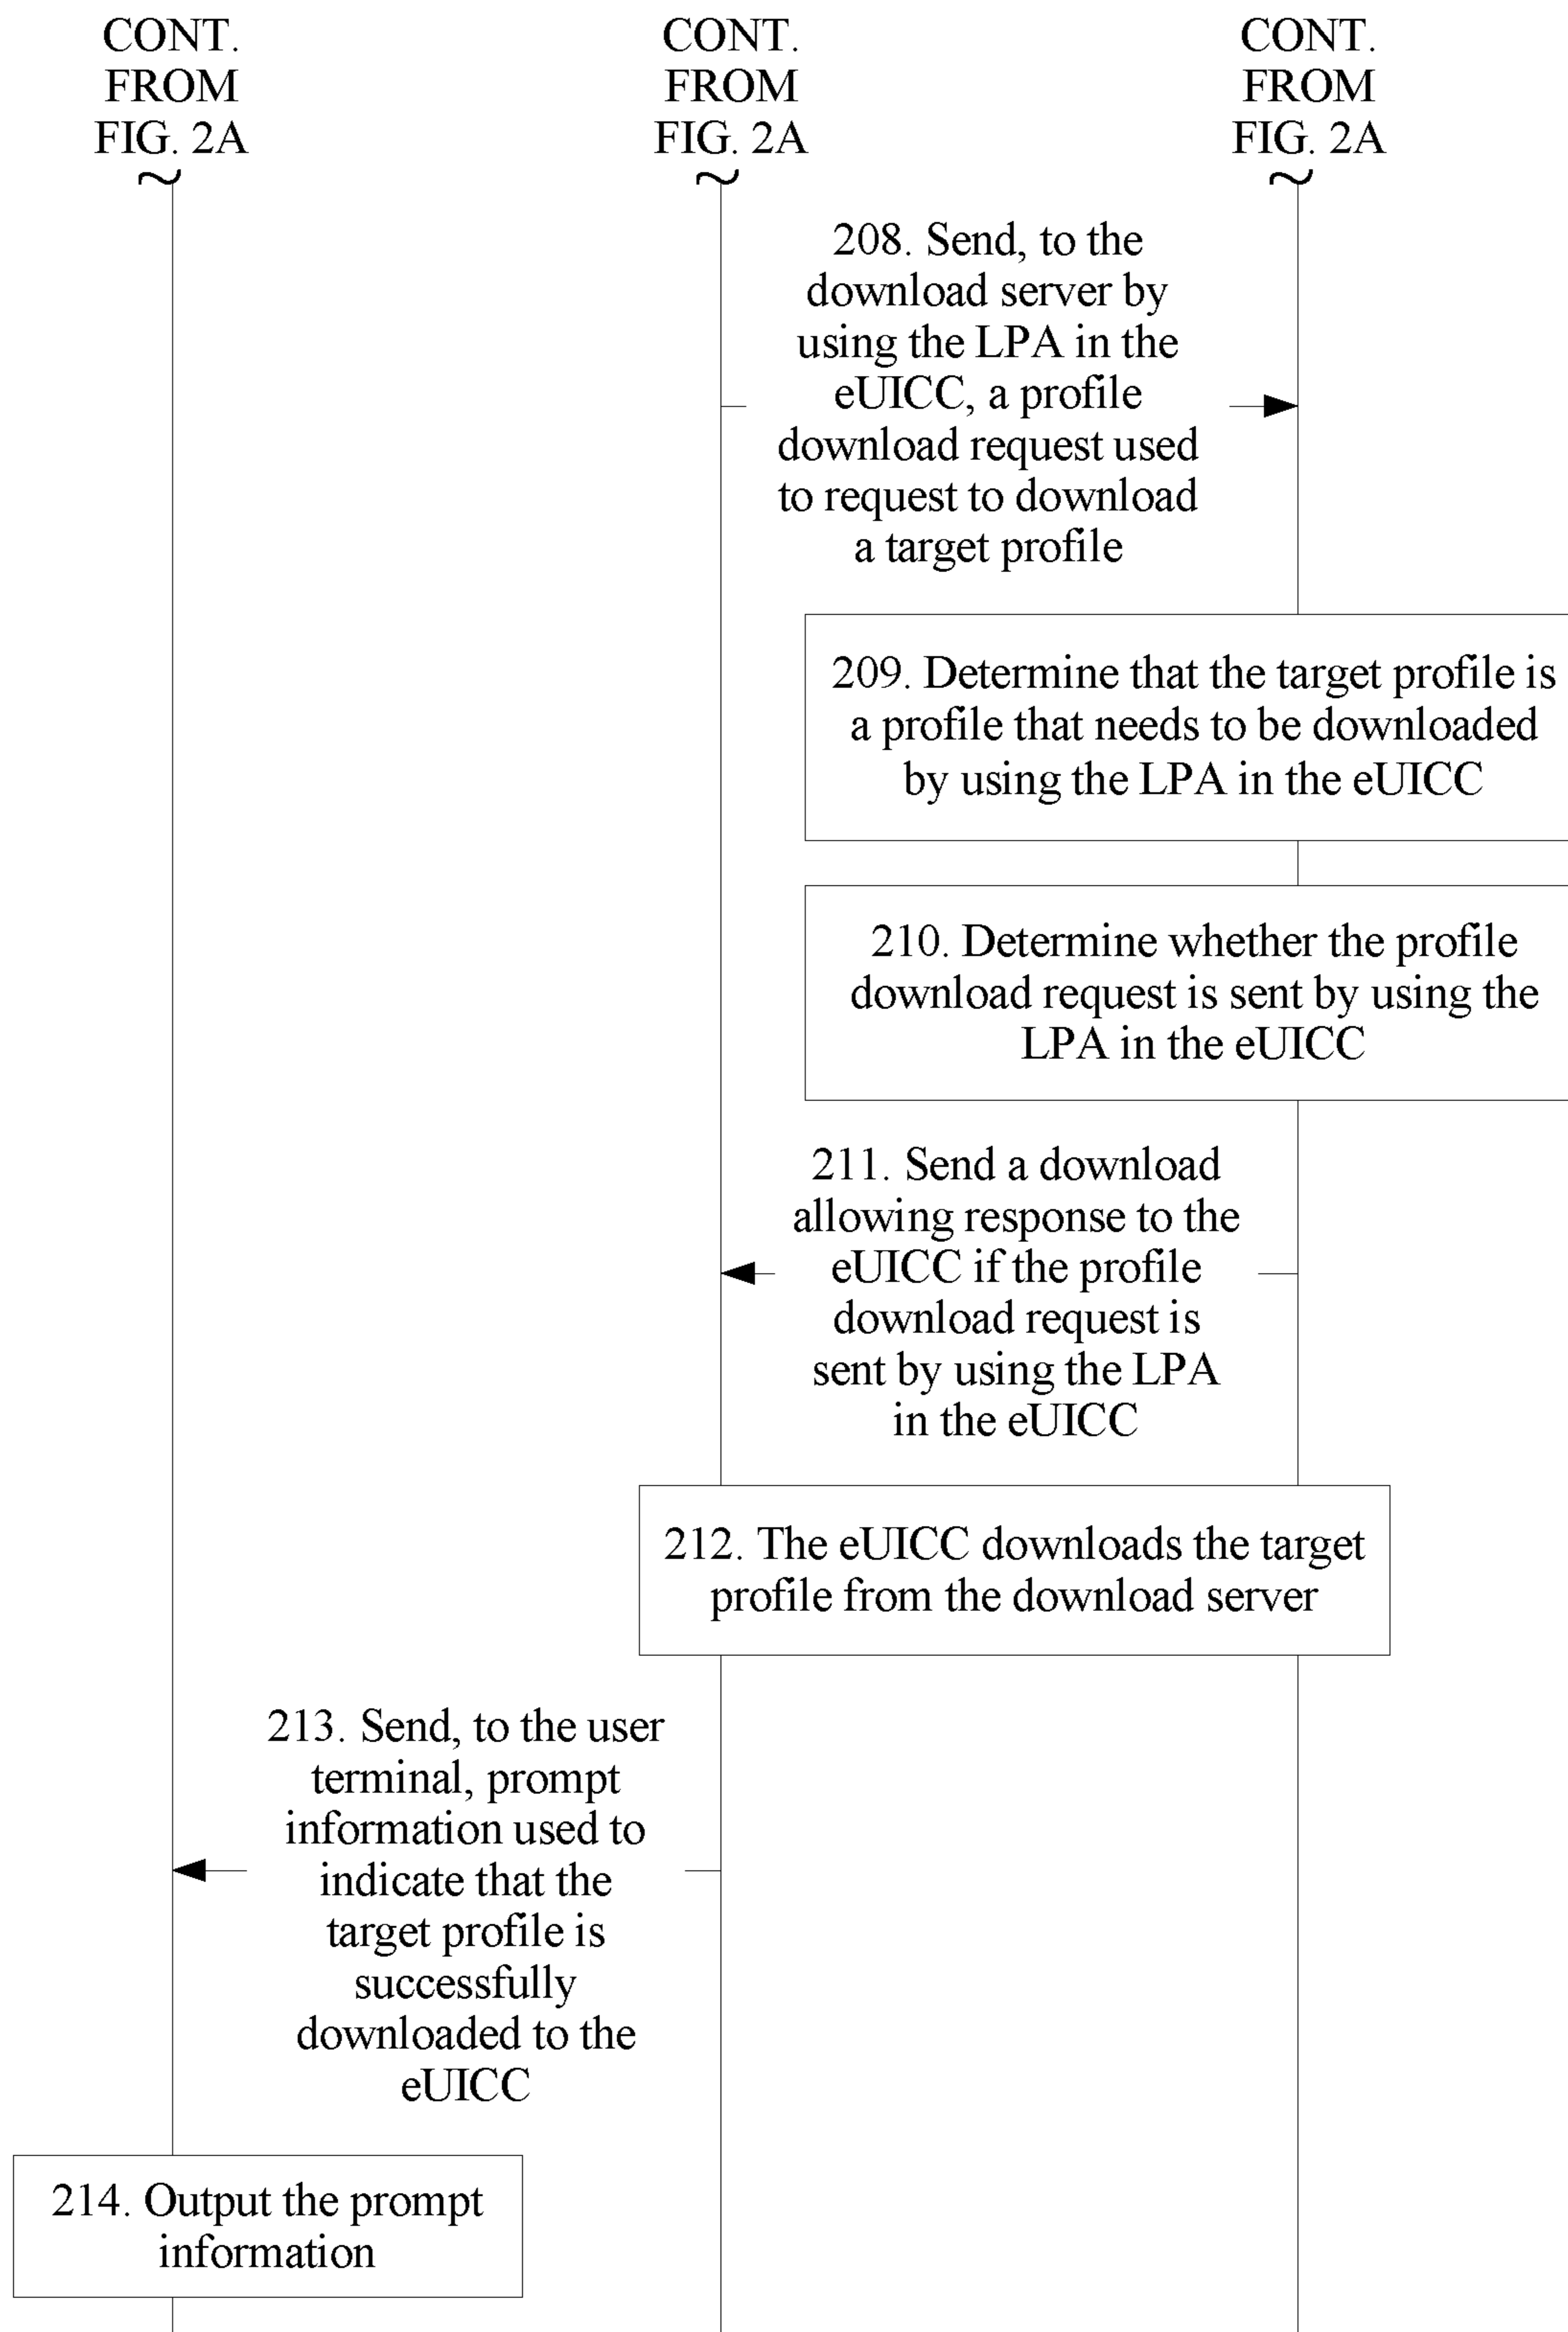 CONT.
FROM
FIG. 2A
CONT.
FROM
FIG. 2A
CONT.
FROM
FIG. 2A
208. Send, to the
download server by
using the LPA in the
eUICC, a profile
download request used
to request to download
a target profile
209. Determine that the target profile is
a profile that needs to be downloaded
by using the LPA in the eUICC
210. Determine whether the profile
download request is sent by using the
LPA in the eUICC
211. Send a download
allowing response to the
eUICC if the profile
download request is
sent by using the LPA
in the eUICC
212. The eUICC downloads the target
profile from the download server
213. Send, to the user
terminal, prompt
information used to
indicate that the
target profile is
successfully
downloaded to the
eUICC
214. Output the prompt
information